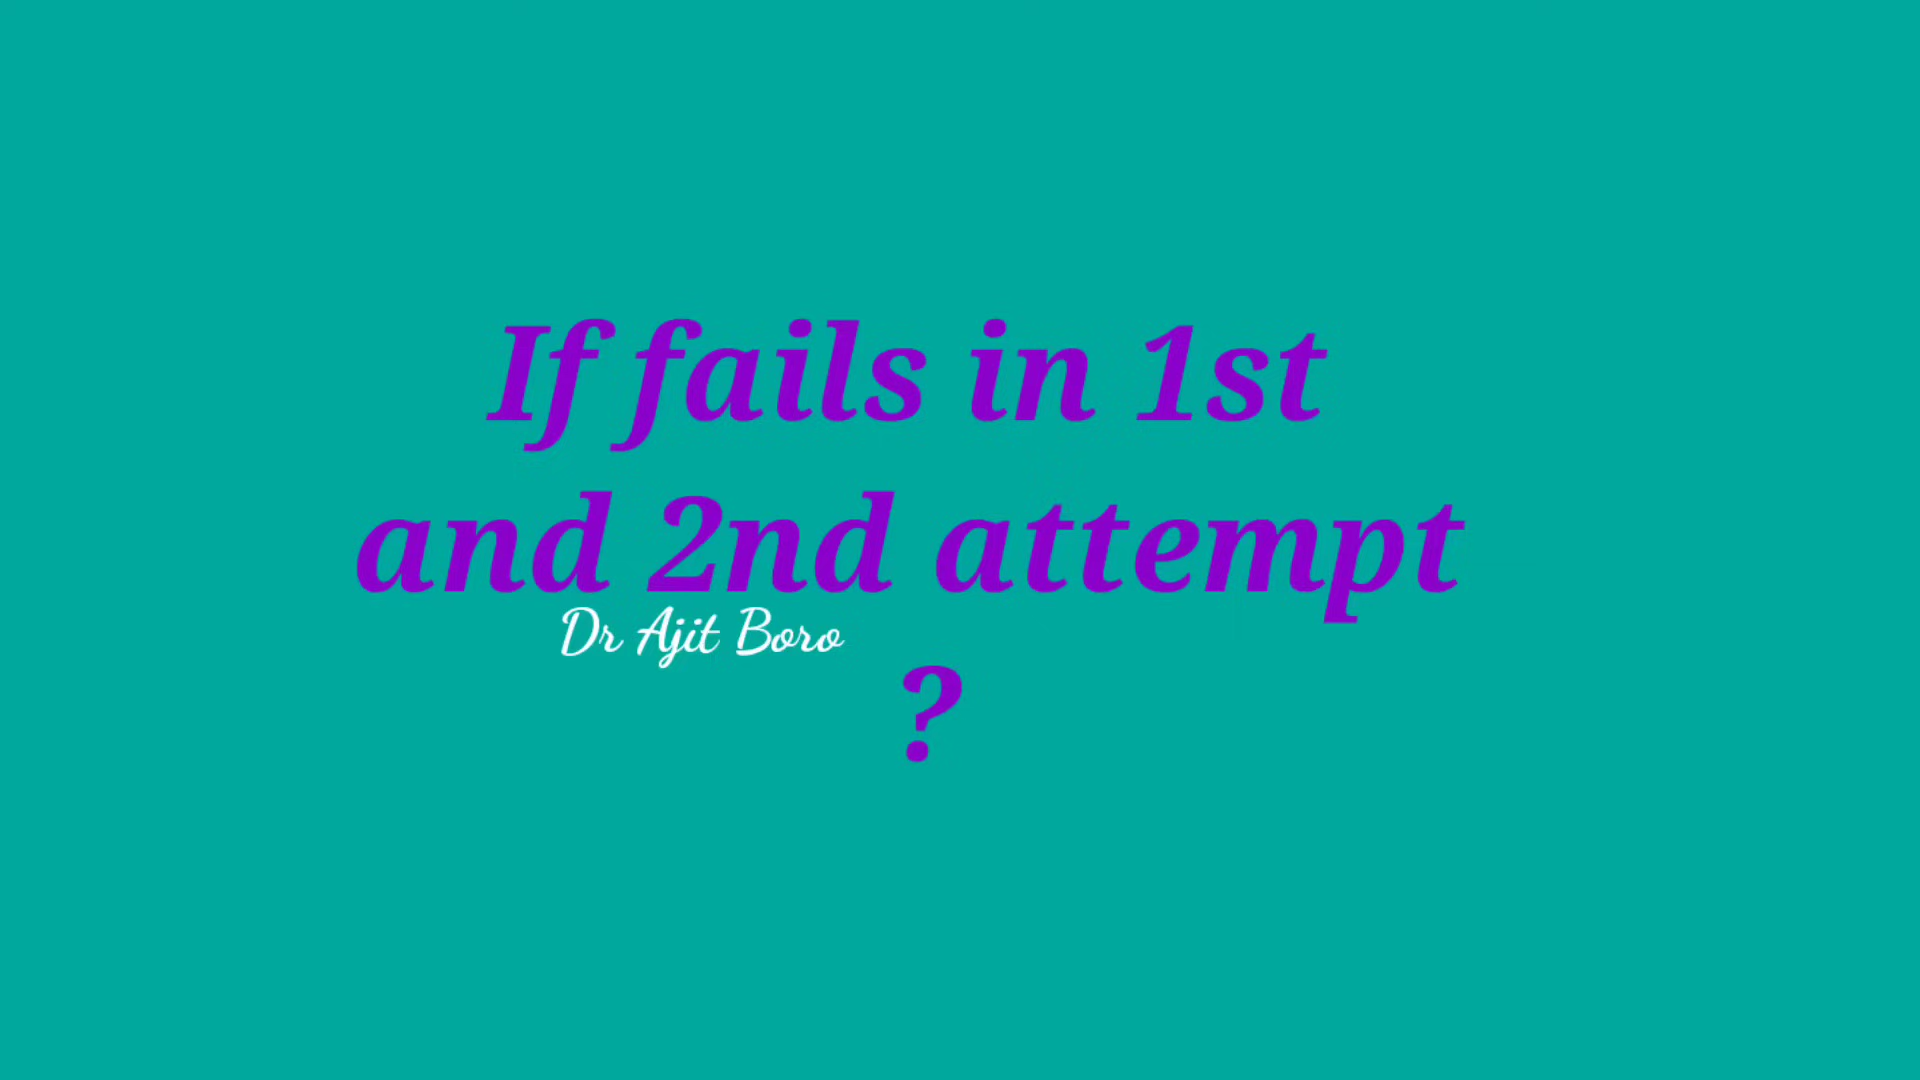 If fails in 1st
and 2nd attempt
Dr Ajit Boro
?